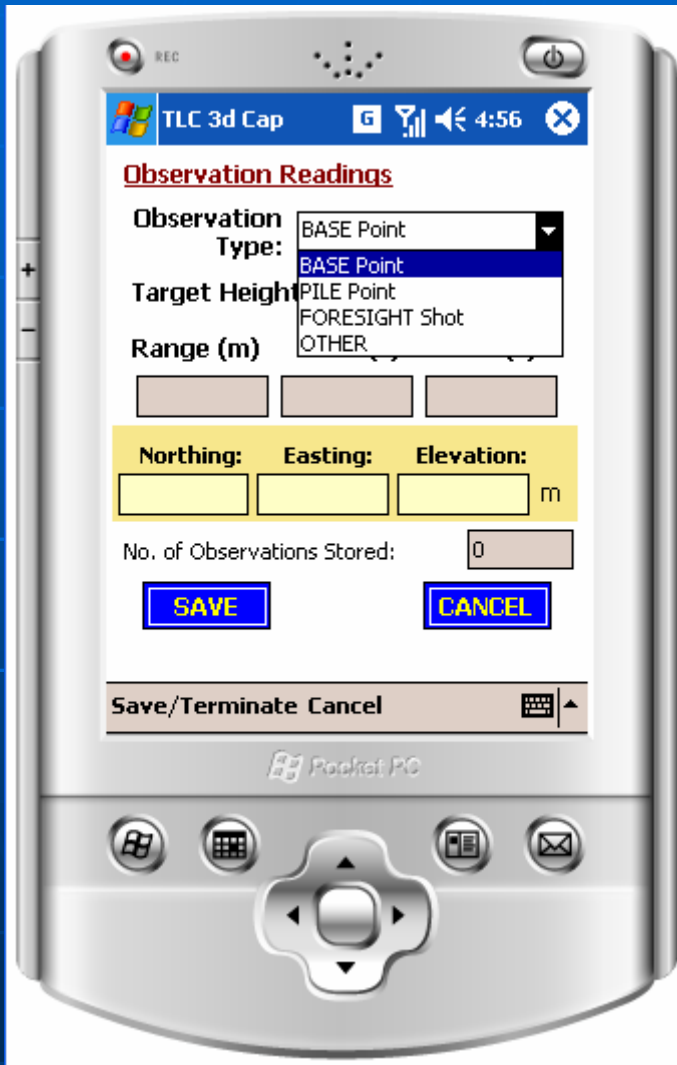 REC
TLC 3d Cap G 4:56
Observation Readings
Observation
Type:
BASE Point
BASE Point
Target Height
PILE Point
FORESIGHT Shot
Range (m)
OTHER
Northing: Easting: Elevation:
m
No. of Observations Stored: 0
SAVE CANCEL
Save/Terminate Cancel
Pocket PC